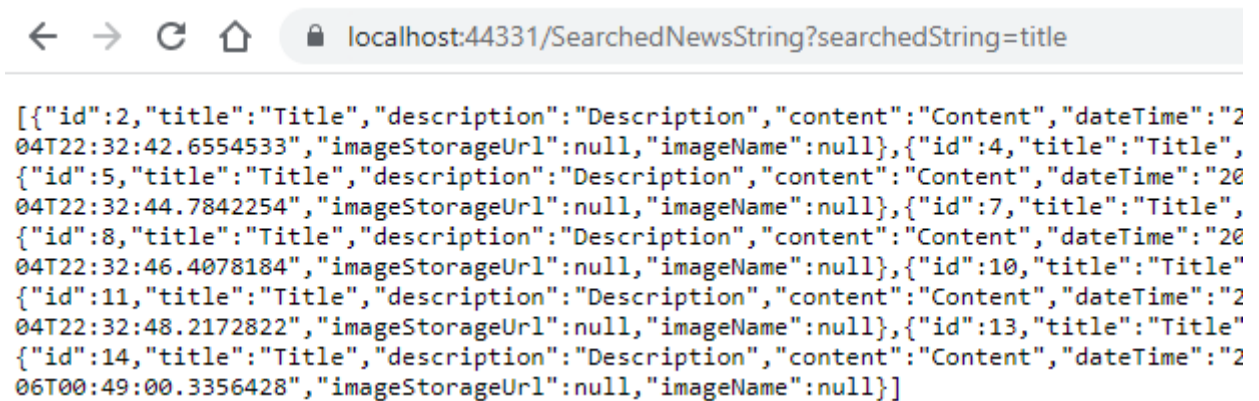 localhost:44331/SearchedNewsString?searchedString=title
[{"id":2,"title":"Title","description":"Description","content":"Content","dateTime":"2
04T22:32:42.6554533","imageStorageUrl":null,"imageName":null},{"id":4,"title":"Title",
{"id":5,"title":"Title","description":"Description","content":"Content","dateTime":"20
04T22:32:44.7842254","imageStorageUrl":null,"imageName":null},{"id":7,"title":"Title",
{"id":8,"title":"Title","description":"Description","content":"Content","dateTime":"20
04T22:32:46.4078184","imageStorageUrl":null,"imageName":null},{"id":10,"title":"Title"
{"id":11,"title":"Title","description":"Description","content":"Content","dateTime":"2
04T22:32:48.2172822","imageStorageUrl":null,"imageName":null},{"id":13,"title":"Title"
{"id":14,"title":"Title","description":"Description","content":"Content","dateTime":"2
06T00:49:00.3356428","imageStorageUrl":null,"imageName":null}]